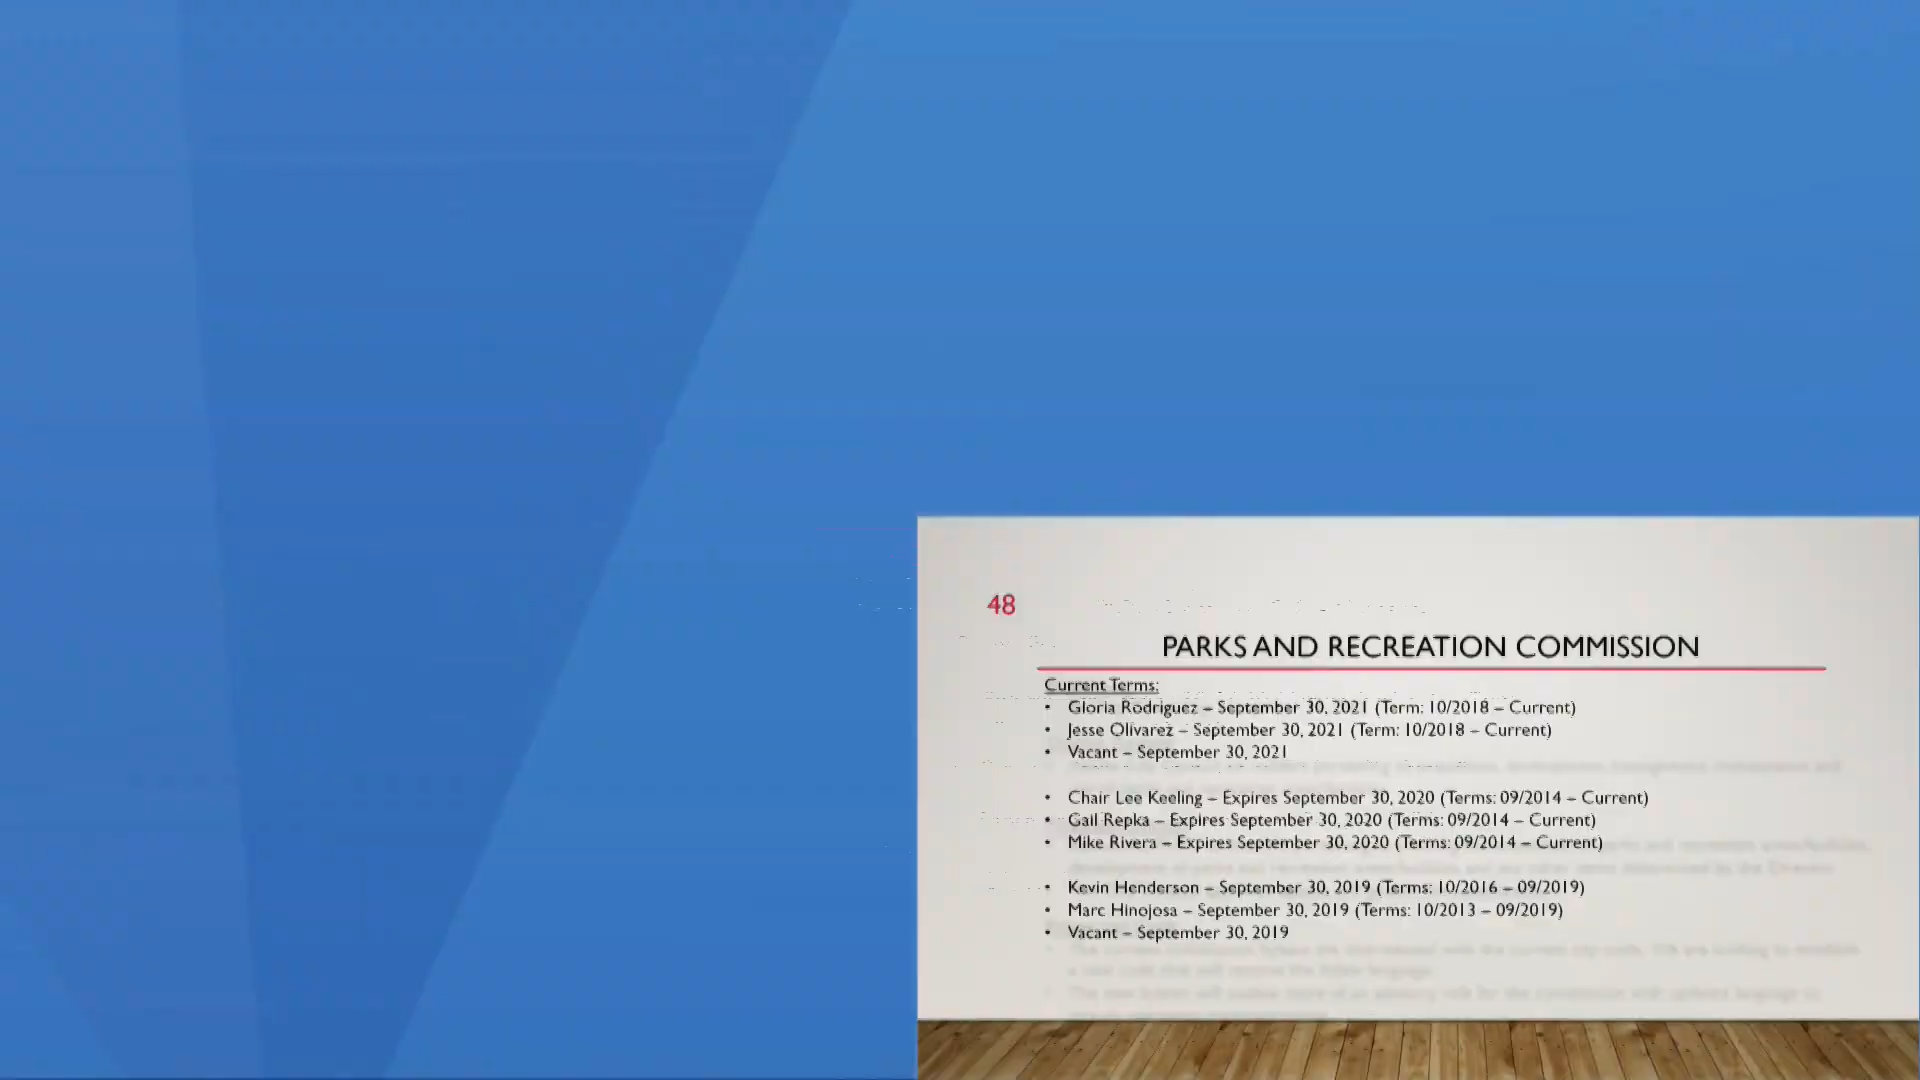 48
PARKS AND RECREATION COMMISSION
Current Terms:
• Gloria Rodriguez – September 30, 2021 (Term: 10/2018 – Current)
• Jesse Olivarez – September 30, 2021 (Term: 10/2018 – Current)
• Vacant – September 30, 2021
• Chair Lee Keeling – Expires September 30, 2020 (Terms: 09/2014 – Current)
• Gail Repka – Expires September 30, 2020 (Terms: 09/2014 – Current)
• Mike Rivera – Expires September 30, 2020 (Terms: 09/2014 – Current)
• Kevin Henderson – September 30, 2019 (Terms: 10/2016 – 09/2019)
• Marc Hinojosa – September 30, 2019 (Terms: 10/2013 – 09/2019)
• Vacant – September 30, 2019